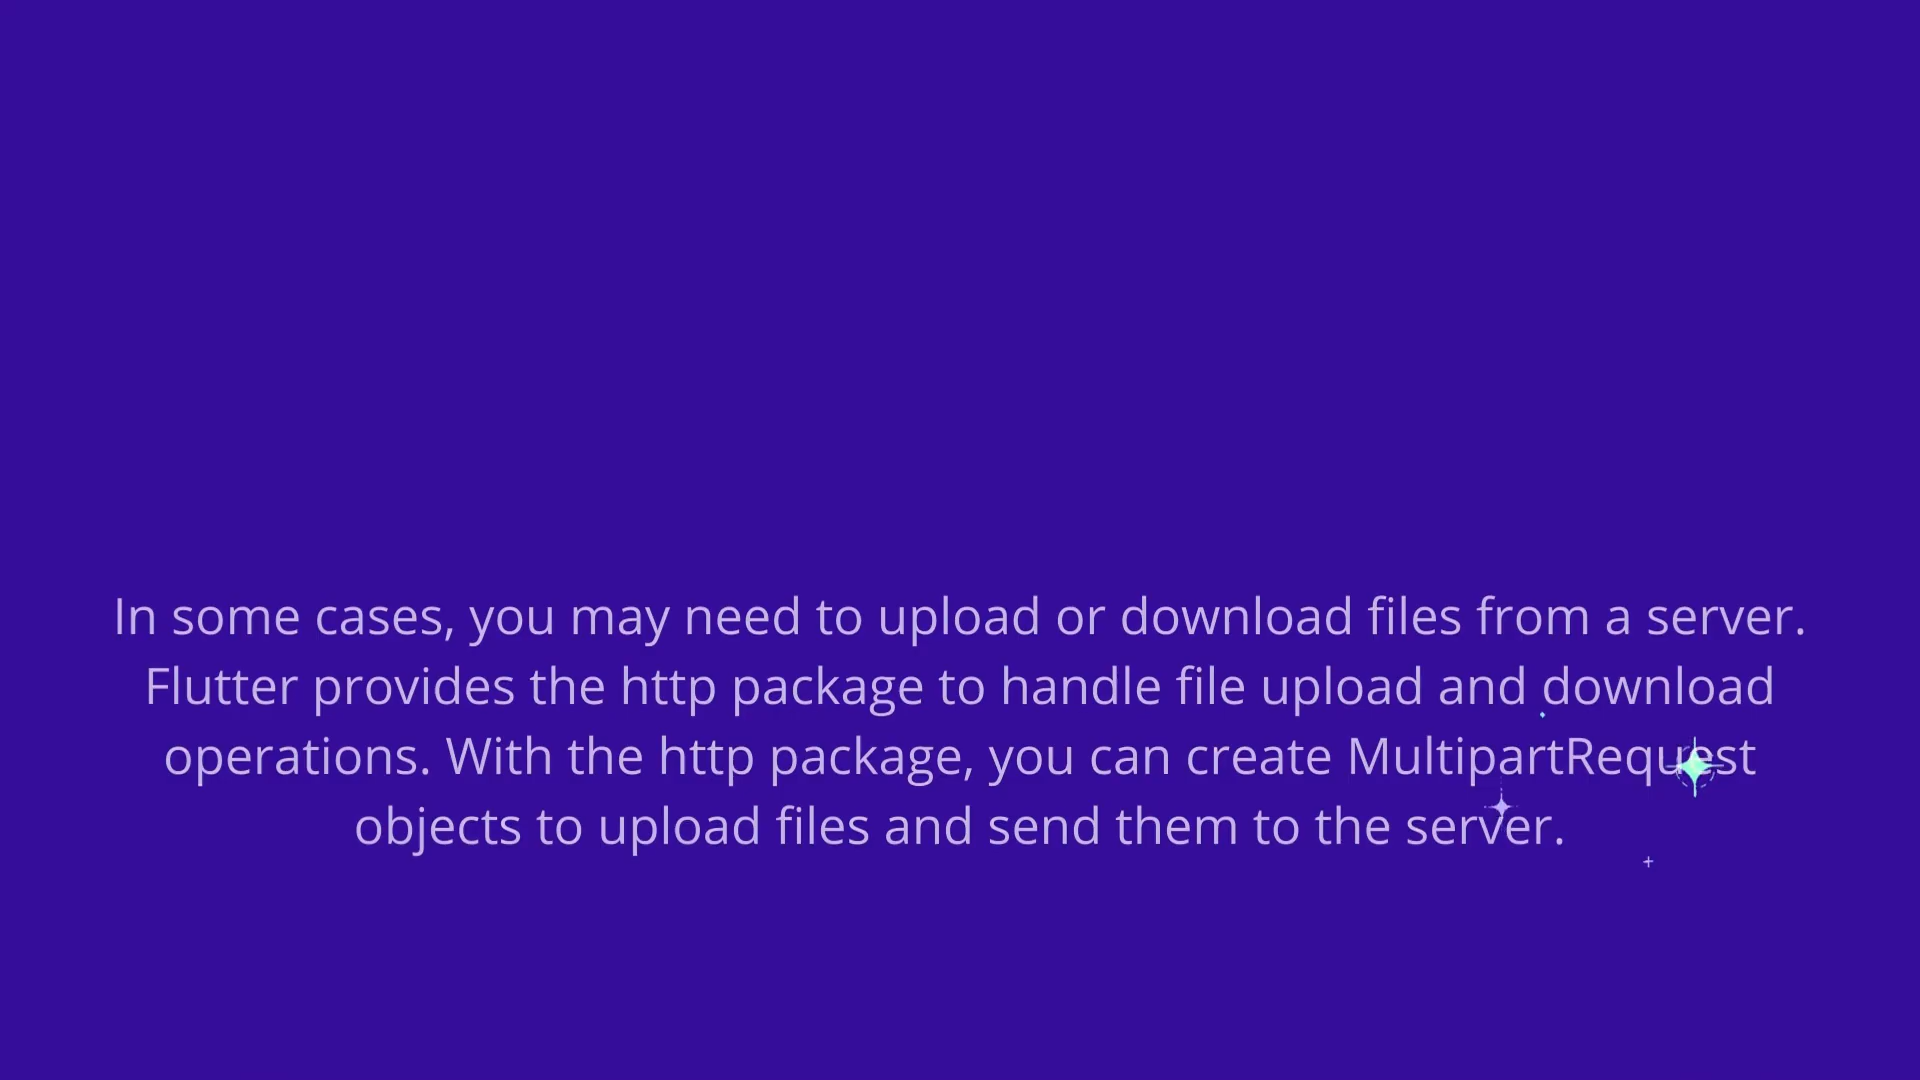 In some cases, you may need to upload or download files from a server.
Flutter provides the http package to handle file upload and download
operations. With the http package, you can create MultipartRequest
objects to upload files and send them to the server.